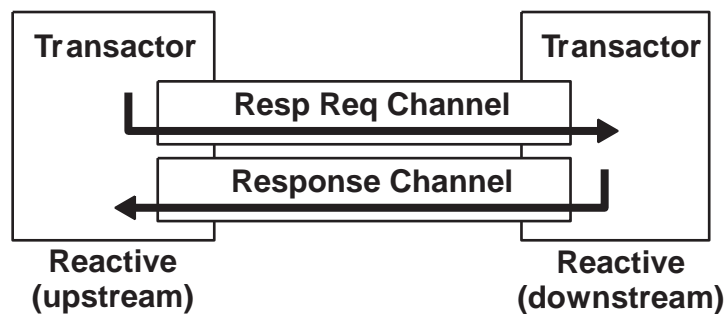 Transactor
Transactor
Resp Req Channel
Response Channel
Reactive
(upstream)
Reactive
(downstream)